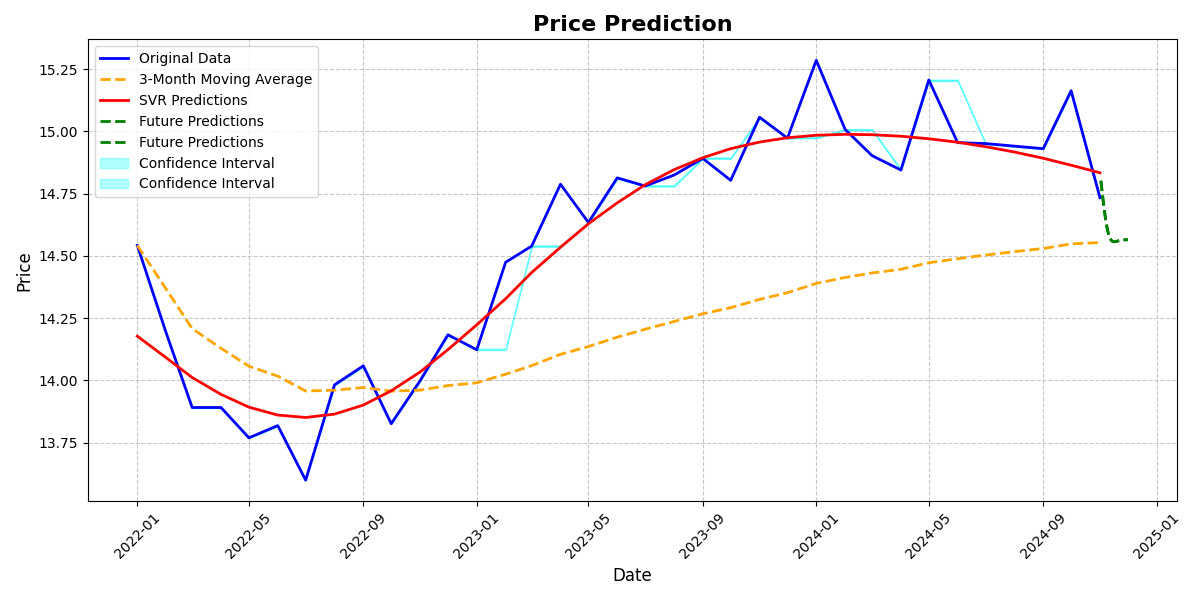 Price Prediction
Original Data
3-Month Moving Average
SVR Predictions
Future Predictions
Future Predictions
Confidence Interval
Confidence Interval
Price
15.25
15.00
14.75
14.50
14.25
14.00
13.75
2022-01
2022-05
2022-09
2023-01
2023-05
2023-09
2024-01
2024-05
2024-09
2025-01
Date